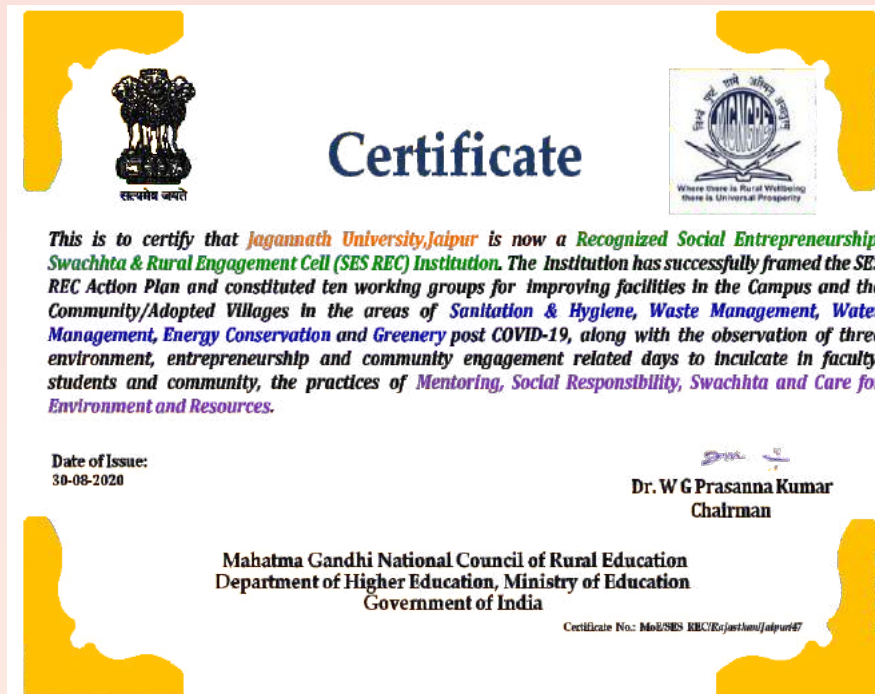 सत्यमेव जयते
Certificate
MGNCRE
Where there is Rural Wellbeing
there is Universal Prosperity
This is to certify that Jagannath University,Jaipur is now a Recognized Social Entrepreneurship
Swachhta & Rural Engagement Cell (SES REC) Institution. The Institution has successfully framed the SES
REC Action Plan and constituted ten working groups for improving facilities in the Campus and the
Community/Adopted Villages in the areas of Sanitation & Hygiene, Waste Management, Water
Management, Energy Conservation and Greenery post COVID-19, along with the observation of three
environment, entrepreneurship and community engagement related days to inculcate in faculty
students and community, the practices of Mentoring, Social Responsibility, Swachhta and Care for
Environment and Resources.
Date of Issue:
30-08-2020
Dr. W G Prasanna Kumar
Chairman
Mahatma Gandhi National Council of Rural Education
Department of Higher Education, Ministry of Education
Government of India
Certificate No.: MoE/SES REC/Rajasthan/Jaipur/47